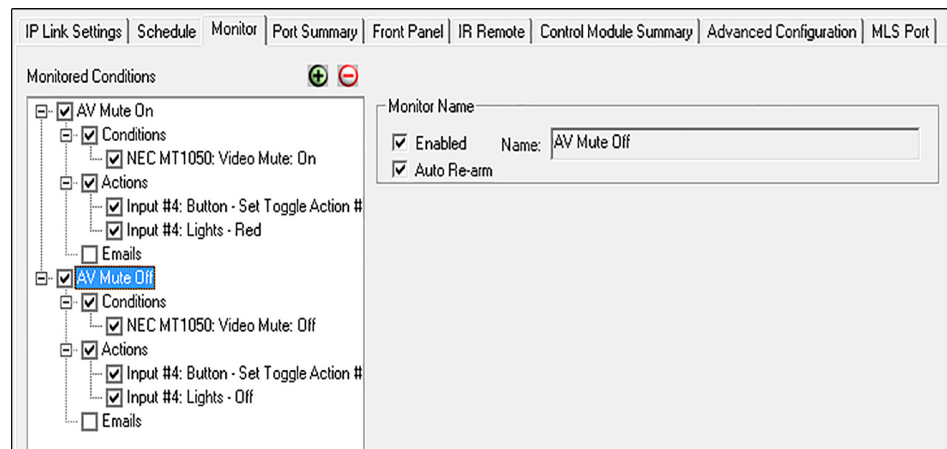 IP Link Settings Schedule Monitor Port Summary Front Panel IR Remote Control Module Summary Advanced Configuration MLS Port
Monitored Conditions
AV Mute On
Conditions
NEC MT1050: Video Mute: On
Actions
Input #4: Button - Set Toggle Action #
Input #4: Lights - Red
Emails
AV Mute Off
Conditions
NEC MT1050: Video Mute: Off
Actions
Input #4: Button - Set Toggle Action #
Input #4: Lights - Off
Emails
Monitor Name
Enabled Name: AV Mute Off
Auto Re-arm